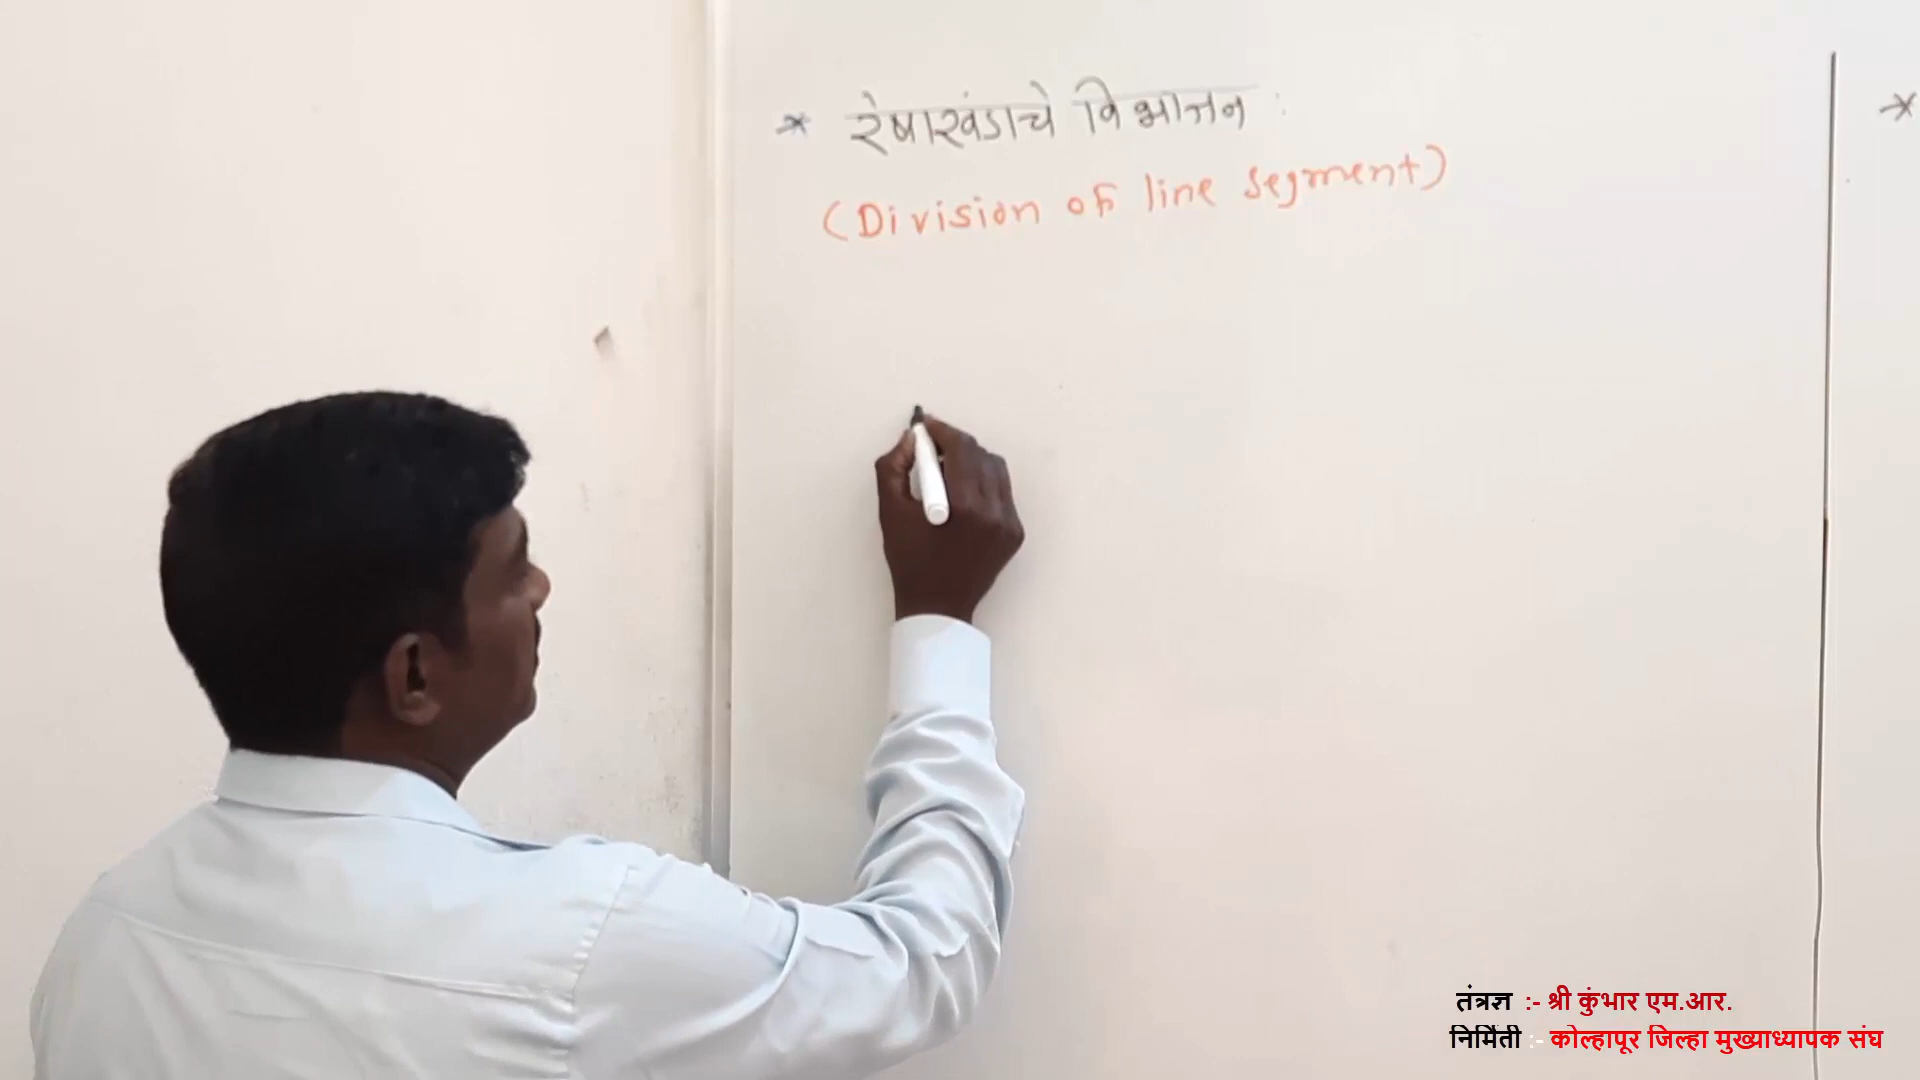 * रेषाखंडाचे विभाजन :
(Division of line segment)
तंत्रज्ञ :- श्री कुंभार एम.आर.
निर्मिती :- कोल्हापूर जिल्हा मुख्याध्यापक संघ